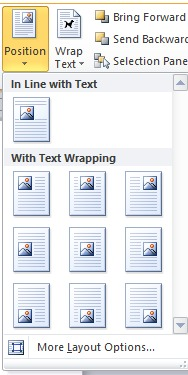 Position
Wrap
Text
Bring Forward
Send Backward
Selection Pane
In Line with Text
With Text Wrapping
More Layout Options...